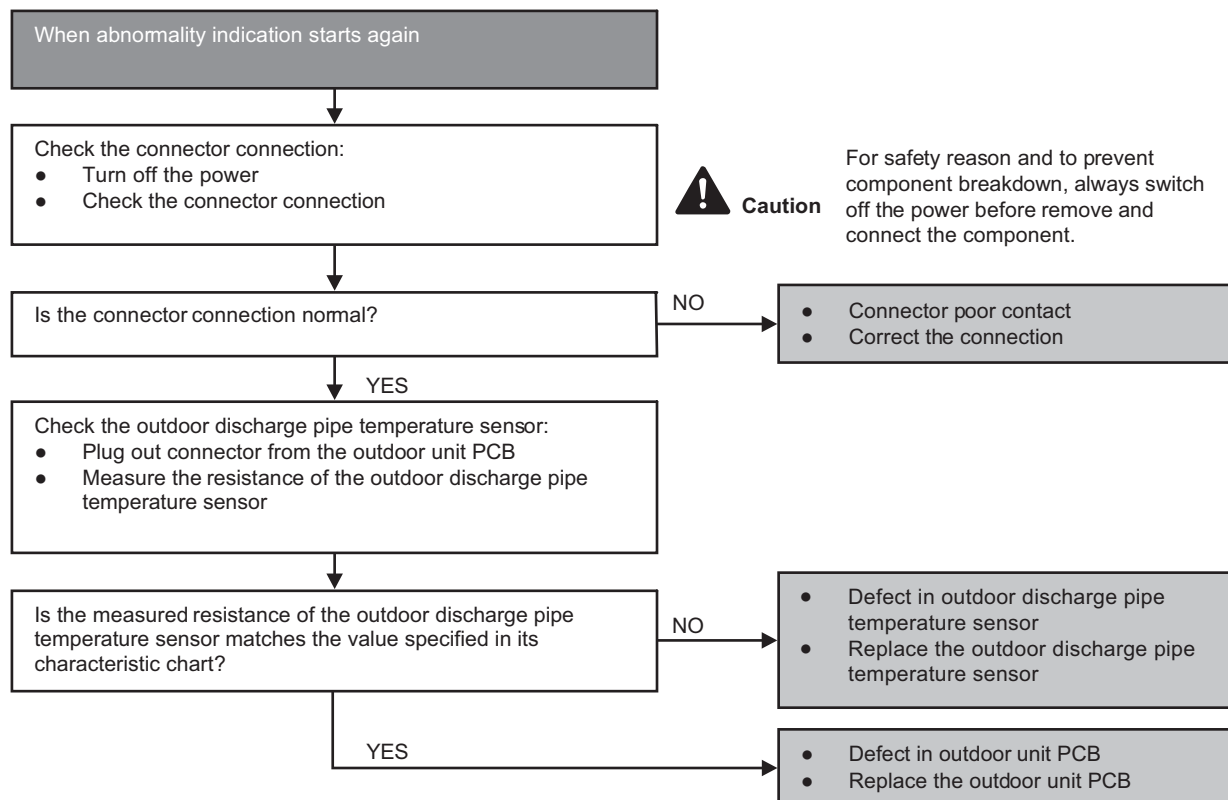 When abnormality indication starts again
Check the connector connection:
● Turn off the power
● Check the connector connection
Caution
For safety reason and to prevent
component breakdown, always switch
off the power before remove and
connect the component.
Is the connector connection normal?
NO
● Connector poor contact
● Correct the connection
YES
Check the outdoor discharge pipe temperature sensor:
● Plug out connector from the outdoor unit PCB
● Measure the resistance of the outdoor discharge pipe
temperature sensor
Is the measured resistance of the outdoor discharge pipe
temperature sensor matches the value specified in its
characteristic chart?
NO
● Defect in outdoor discharge pipe
temperature sensor
● Replace the outdoor discharge pipe
temperature sensor
YES
● Defect in outdoor unit PCB
● Replace the outdoor unit PCB